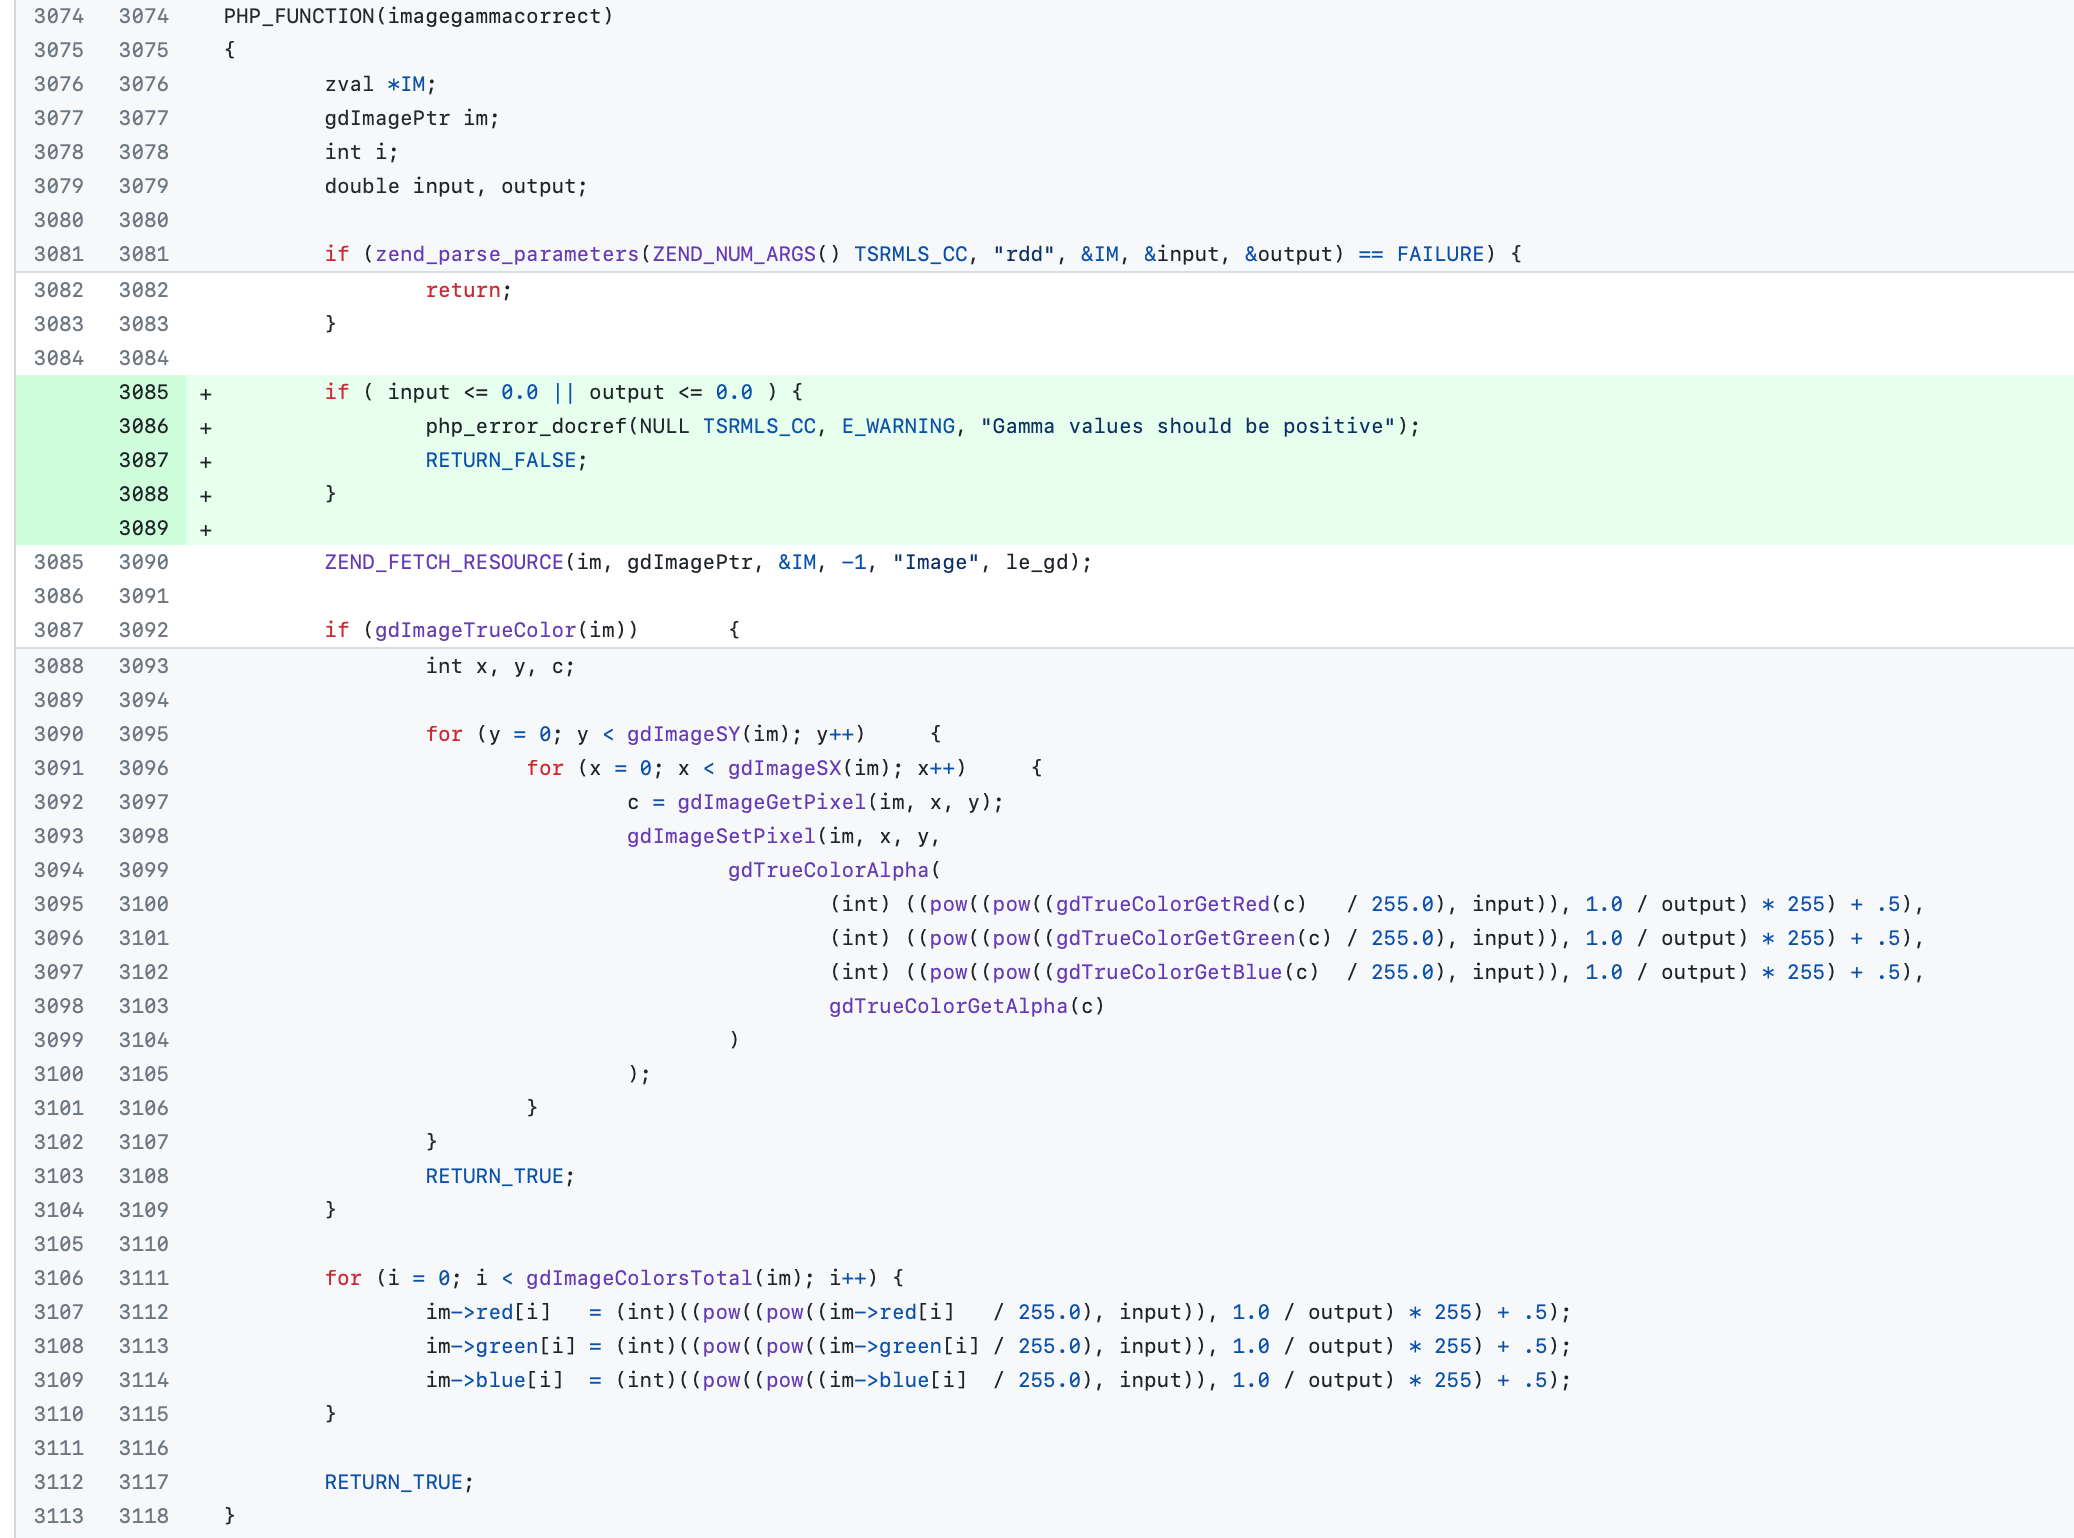 3074 3074 PHP_FUNCTION(imagegammacorrect)
3075 3075 {
3076 3076 zval *IM;
3077 3077 gdImagePtr im;
3078 3078 int i;
3079 3079 double input, output;
3080 3080
3081 3081 if (zend_parse_parameters(ZEND_NUM_ARGS() TSRMLS_CC, "rdd", &IM, &input, &output) == FAILURE) {
3082 3082 return;
3083 3083 }
3084 3084
3085 + if ( input <= 0.0 || output <= 0.0 ) {
3086 + php_error_docref(NULL TSRMLS_CC, E_WARNING, "Gamma values should be positive");
3087 + RETURN_FALSE;
3088 + }
3089 +
3085 3090 ZEND_FETCH_RESOURCE(im, gdImagePtr, &IM, -1, "Image", le_gd);
3086 3091
3087 3092 if (gdImageTrueColor(im)) {
3088 3093 int x, y, c;
3089 3094
3090 3095 for (y = 0; y < gdImageSY(im); y++) {
3091 3096 for (x = 0; x < gdImageSX(im); x++) {
3092 3097 c = gdImageGetPixel(im, x, y);
3093 3098 gdImageSetPixel(im, x, y,
3094 3099 gdTrueColorAlpha(
3095 3100 (int) ((pow((pow((gdTrueColorGetRed(c) / 255.0), input)), 1.0 / output) * 255) + .5),
3096 3101 (int) ((pow((pow((gdTrueColorGetGreen(c) / 255.0), input)), 1.0 / output) * 255) + .5),
3097 3102 (int) ((pow((pow((gdTrueColorGetBlue(c) / 255.0), input)), 1.0 / output) * 255) + .5),
3098 3103 gdTrueColorGetAlpha(c)
3099 3104 )
3100 3105 );
3101 3106 }
3102 3107 }
3103 3108 RETURN_TRUE;
3104 3109 }
3105 3110
3106 3111 for (i = 0; i < gdImageColorsTotal(im); i++) {
3107 3112 im->red[i] = (int)((pow((pow((im->red[i] / 255.0), input)), 1.0 / output) * 255) + .5);
3108 3113 im->green[i] = (int)((pow((pow((im->green[i] / 255.0), input)), 1.0 / output) * 255) + .5);
3109 3114 im->blue[i] = (int)((pow((pow((im->blue[i] / 255.0), input)), 1.0 / output) * 255) + .5);
3110 3115 }
3111 3116
3112 3117 RETURN_TRUE;
3113 3118 }